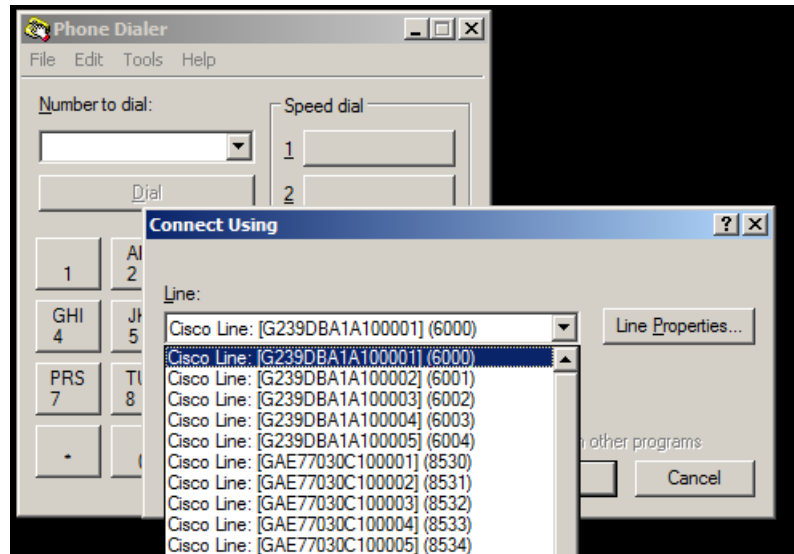 Phone Dialer
File Edit Tools Help
Number to dial:
Speed dial
1
Dial
2
Connect Using
1
2
Line:
GHI
4
5
Cisco Line: [G239DBA1A100001] (6000)
Line Properties...
Cisco Line: [G239DBA1A100001] (6000)
Cisco Line: [G239DBA1A100002] (6001)
PRS
7
8
Cisco Line: [G239DBA1A100003] (6002)
Cisco Line: [G239DBA1A100004] (6003)
Cisco Line: [G239DBA1A100005] (6004)
other programs
*
Cisco Line: [GAE77030C100001] (8530)
Cisco Line: [GAE77030C100002] (8531)
Cancel
Cisco Line: [GAE77030C100003] (8532)
Cisco Line: [GAE77030C100004] (8533)
Cisco Line: [GAE77030C100005] (8534)